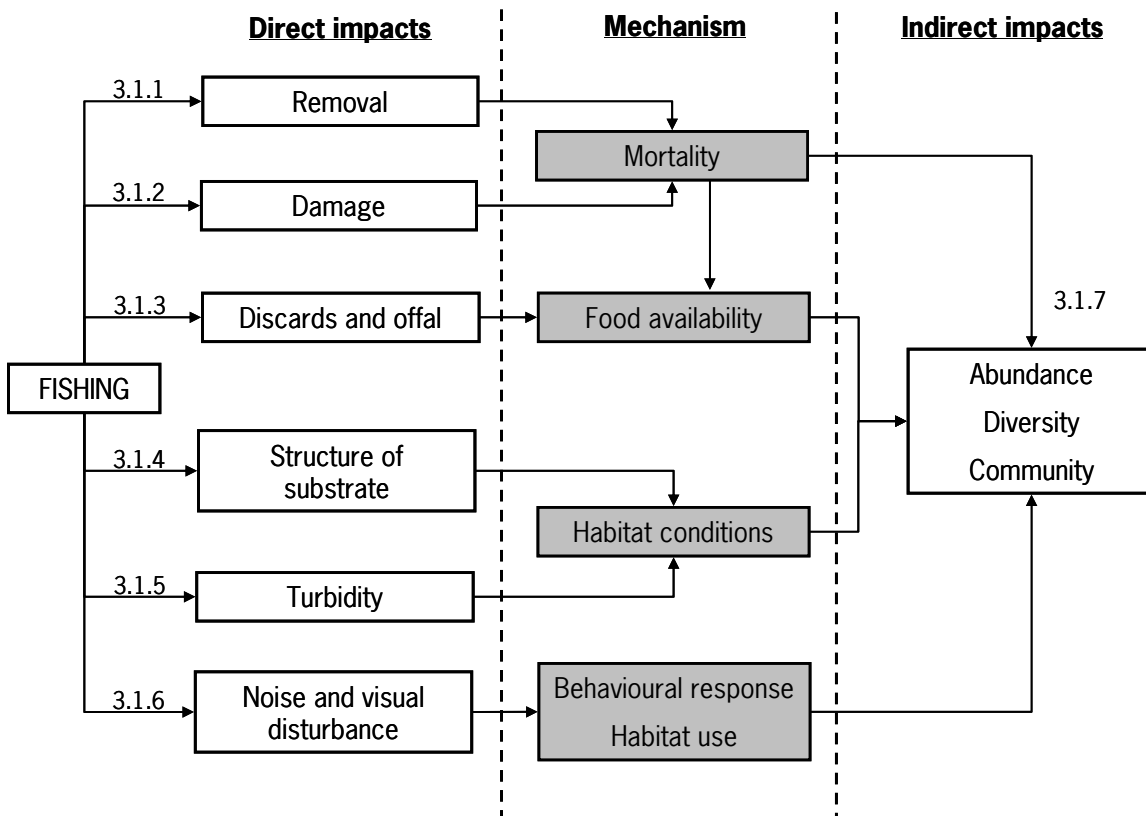 Direct impacts
Mechanism
Indirect impacts
3.1.1
Removal
Mortality
3.1.2
Damage
3.1.3
Discards and offal
Food availability
3.1.7
FISHING
Abundance
Diversity
Community
3.1.4
Structure of
substrate
Habitat conditions
3.1.5
Turbidity
3.1.6
Noise and visual
disturbance
Behavioural response
Habitat use